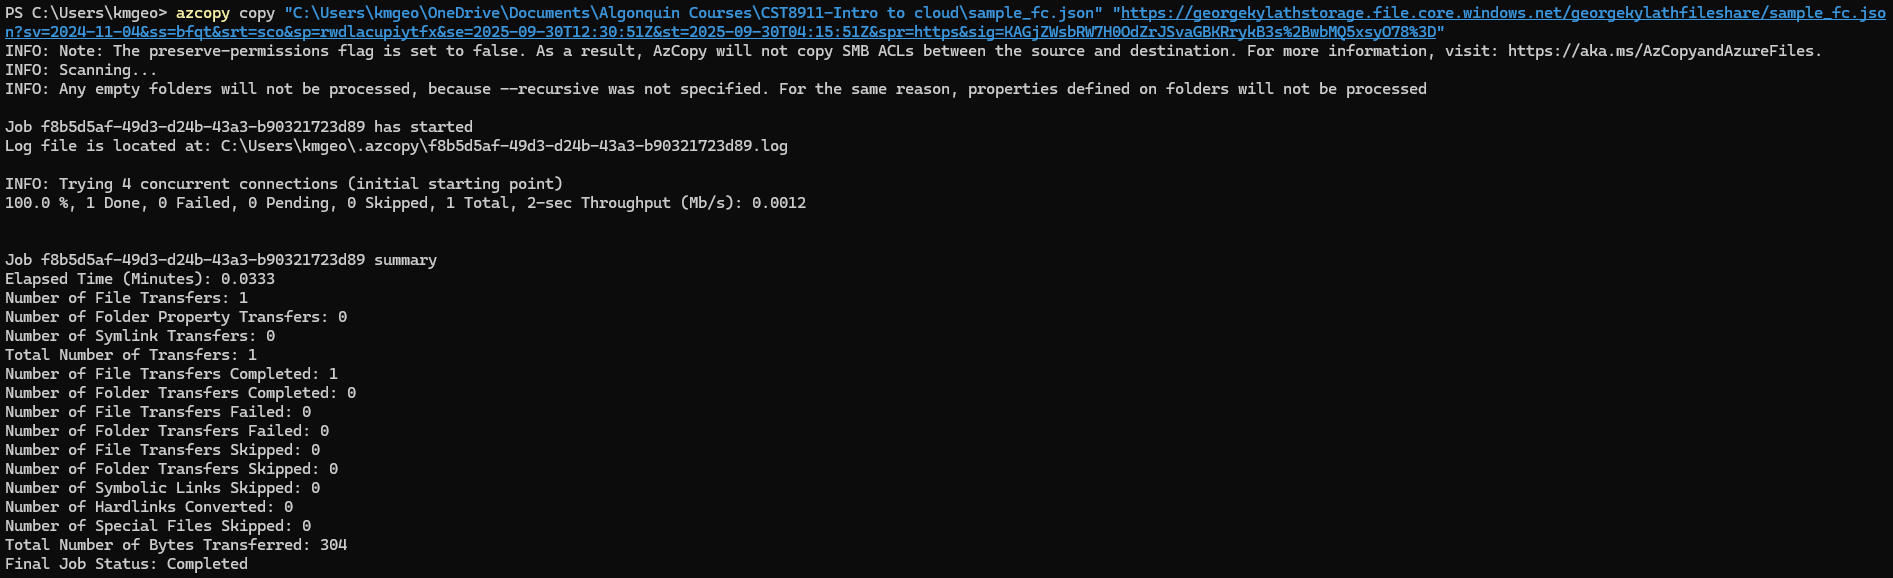 PS C:\Users\kmgeo> azcopy copy "C:\Users\kmgeo\OneDrive\Documents\Algonquin Courses\CST8911-Intro to cloud\sample_fc.json" "https://georgekylathstorage.file.core.windows.net/georgekylathfileshare/sample_fc.jso
n?sv=2024-11-04&ss=bfqt&srt=sco&sp=rwdlacupiytfx&se=2025-09-30T12:30:51Z&st=2025-09-30T04:15:51Z&spr=https&sig=KAGjZWsbRW7H0OdZrJSvaGBKRrykB3s%2BwbMQ5xsyO78%3D"
INFO: Note: The preserve-permissions flag is set to false. As a result, AzCopy will not copy SMB ACLs between the source and destination. For more information, visit: https://aka.ms/AzCopyandAzureFiles.
INFO: Scanning...
INFO: Any empty folders will not be processed, because --recursive was not specified. For the same reason, properties defined on folders will not be processed
Job f8b5d5af-49d3-d24b-43a3-b90321723d89 has started
Log file is located at: C:\Users\kmgeo\.azcopy\f8b5d5af-49d3-d24b-43a3-b90321723d89.log
INFO: Trying 4 concurrent connections (initial starting point)
100.0 %, 1 Done, 0 Failed, 0 Pending, 0 Skipped, 1 Total, 2-sec Throughput (Mb/s): 0.0012
Job f8b5d5af-49d3-d24b-43a3-b90321723d89 summary
Elapsed Time (Minutes): 0.0333
Number of File Transfers: 1
Number of Folder Property Transfers: 0
Number of Symlink Transfers: 0
Total Number of Transfers: 1
Number of File Transfers Completed: 1
Number of Folder Transfers Completed: 0
Number of File Transfers Failed: 0
Number of Folder Transfers Failed: 0
Number of File Transfers Skipped: 0
Number of Folder Transfers Skipped: 0
Number of Symbolic Links Skipped: 0
Number of Hardlinks Converted: 0
Number of Special Files Skipped: 0
Total Number of Bytes Transferred: 304
Final Job Status: Completed